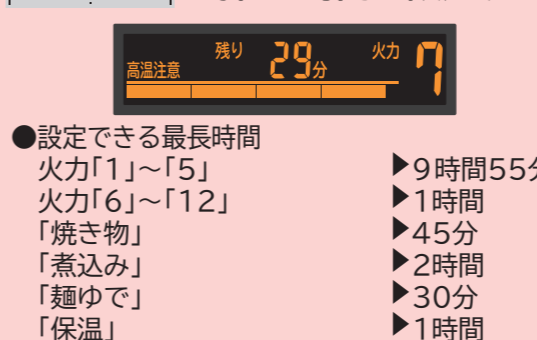 残り 29分 火力 7
高温注意
●設定できる最長時間
火力「1」～「5」 ▶9時間55分
火力「6」～「12」 ▶1時間
「焼き物」 ▶45分
「煮込み」 ▶2時間
「麺ゆで」 ▶30分
「保温」 ▶1時間